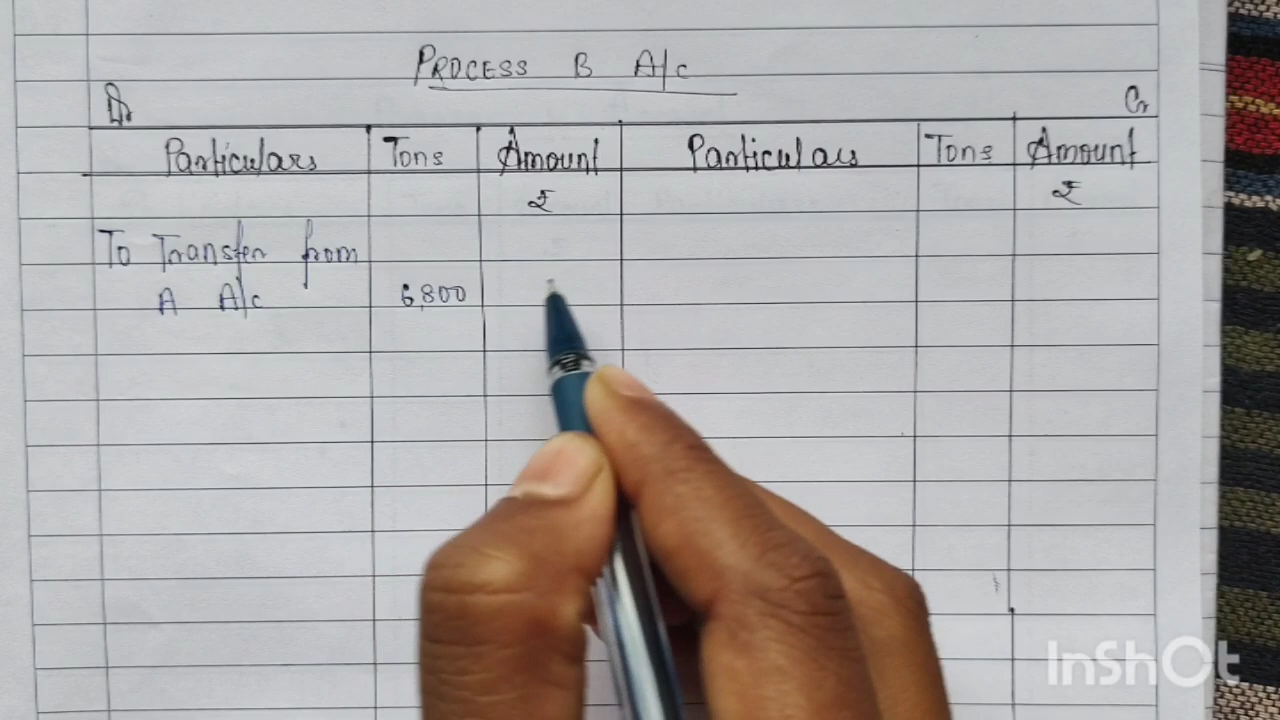 PROCESS B A/c
Dr Cr
Particulars Tons Amount Particulars Tons Amount
₹ ₹
To Transfer from
A A/c 6,800
InShOt